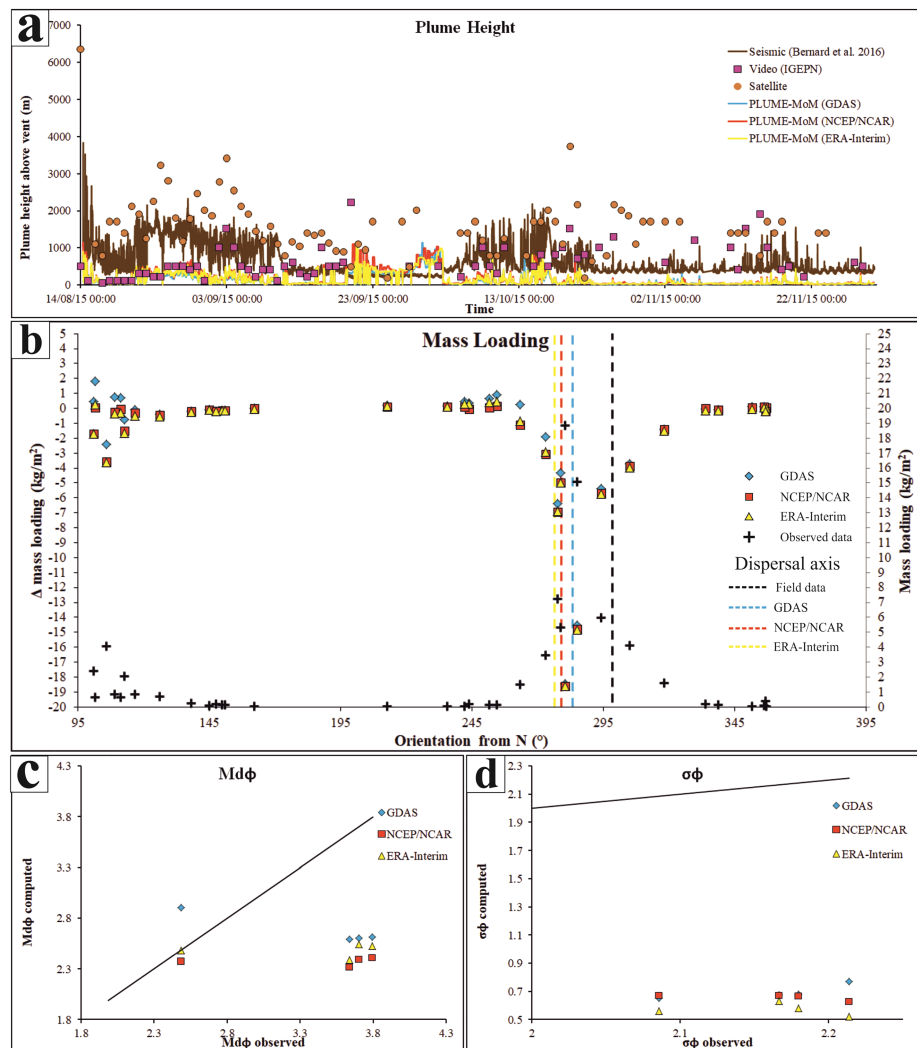 a
Plume Height
Plume height above vent (m)
7000
6000
5000
4000
3000
2000
1000
0
Seismic (Bernard et al. 2016)
Video (IGEPN)
Satellite
PLUME-MoM (GDAS)
PLUME-MoM (NCEP/NCAR)
PLUME-MoM (ERA-Interim)
14/08/15 00:00
03/09/15 00:00
23/09/15 00:00
13/10/15 00:00
02/11/15 00:00
22/11/15 00:00
Time
b
Mass Loading
Δ mass loading (kg/m²)
5
4
3
2
1
0
-1
-2
-3
-4
-5
-6
-7
-8
-9
-10
-11
-12
-13
-14
-15
-16
-17
-18
-19
-20
25
24
23
22
21
20
19
18
17
16
15
14
13
12
11
10
9
8
7
6
5
4
3
2
1
0
Mass loading (kg/m²)
GDAS
NCEP/NCAR
ERA-Interim
Observed data
Dispersal axis
Field data
GDAS
NCEP/NCAR
ERA-Interim
95
145
195
245
295
345
395
Orientation from N (°)
c
Mdϕ
Mdϕ computed
4.3
3.8
3.3
2.8
2.3
1.8
GDAS
NCEP/NCAR
ERA-Interim
1.8
2.3
2.8
3.3
3.8
4.3
Mdϕ observed
d
σϕ
σϕ computed
2.3
2.1
1.9
1.7
1.5
1.3
1.1
0.9
0.7
0.5
GDAS
NCEP/NCAR
ERA-Interim
2
2.1
2.2
σϕ observed